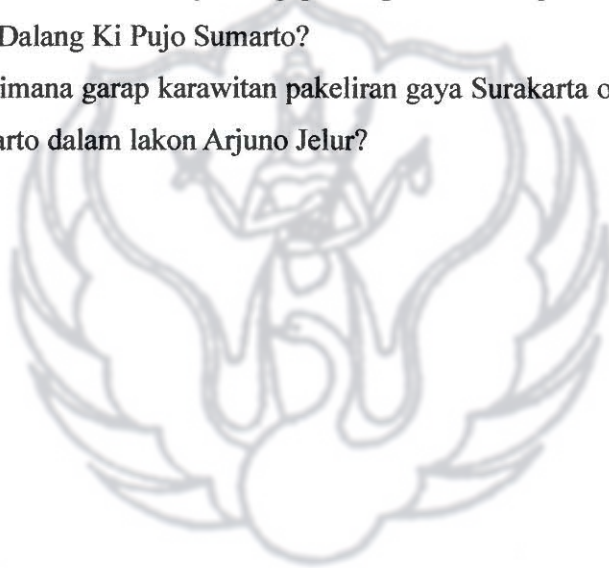 Dalang Ki Pujo Sumarto?
imana garap karawitan pakeliran gaya Surakarta
arto dalam lakon Arjuno Jelur?